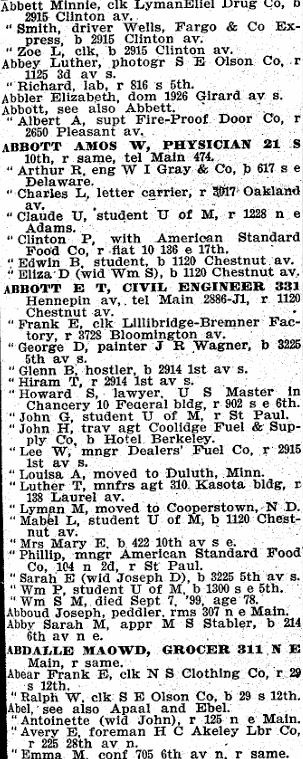 Abbett Minnie, clk LymanEliel Drug Co, b
2915 Clinton av.
" Smith, driver Wells, Fargo & Co Ex-
press, b 2915 Clinton av.
" Zoe L, clk, b 2915 Clinton av.
Abbey Luther, photogr S E Olson Co, r
1125 3d av s.
" Richard, lab, r 816 s 5th.
Abbler Elizabeth, dom 1926 Girard av s.
Abbott, see also Abbett.
" Albert A, supt Fire-Proof Door Co, r
2650 Pleasant av.
ABBOTT AMOS W, PHYSICIAN 21 S
10th, r same, tel Main 474.
" Arthur R, eng W I Gray & Co, b 617 s e
Delaware.
" Charles L, letter carrier, r 3017 Oakland
av.
" Claude U, student U of M, r 1228 n e
Adams.
" Clinton P, with American Standard
Food Co, r flat 10 136 e 17th.
" Edwin B, student, b 1120 Chestnut av.
" Eliza D (wid Wm S), b 1120 Chestnut av.
ABBOTT E T, CIVIL ENGINEER 331
Hennepin av, tel Main 2886-J1, r 1120
Chestnut av.
" Frank E, clk Lillibridge-Bremner Fac-
tory, r 3728 Bloomington av.
" George D, painter J R Wagner, b 3225
5th av s.
" Glenn B, hostler, b 2914 1st av s.
" Hiram T, r 2914 1st av s.
" Howard S, lawyer, U S Master in
Chancery 10 Federal bldg, r 902 s e 6th.
" John G, student U of M, r St Paul.
" John H, trav agt Coolidge Fuel & Sup-
ply Co, b Hotel Berkeley.
" Lee W, mngr Dealers' Fuel Co, r 2915
1st av s.
" Louisa A, moved to Duluth, Minn.
" Luther T, mnfrs agt 310 Kasota bldg, r
138 Laurel av.
" Lyman M, moved to Cooperstown, N D.
" Mabel L, student U of M, b 1120 Chest-
nut av.
" Mrs Mary E, b 422 10th av s e.
" Phillip, mngr American Standard Food
Co, 104 n 2d, r St Paul.
" Sarah E (wid Joseph D), b 3225 5th av s.
" Wm P, student U of M, b 1300 s e 5th.
" Wm S M, died Sept 7, '99, age 78.
Abboud Joseph, peddler, rms 307 n e Main.
Abby Sarah M, appr M S Stabler, b 214
6th av n e.
ABDALLE MAOWD, GROCER 311 N E
Main, r same.
Abear Frank E, clk N S Clothing Co, r 29
s 12th.
" Ralph W, clk S E Olson Co, b 29 s 12th.
Abel, see also Apaal and Ebel.
" Antoinette (wid John), r 125 n e Main.
" Avery E, foreman H C Akeley Lbr Co,
r 225 28th av n.
" Emma M, conf 705 6th av n, r same.